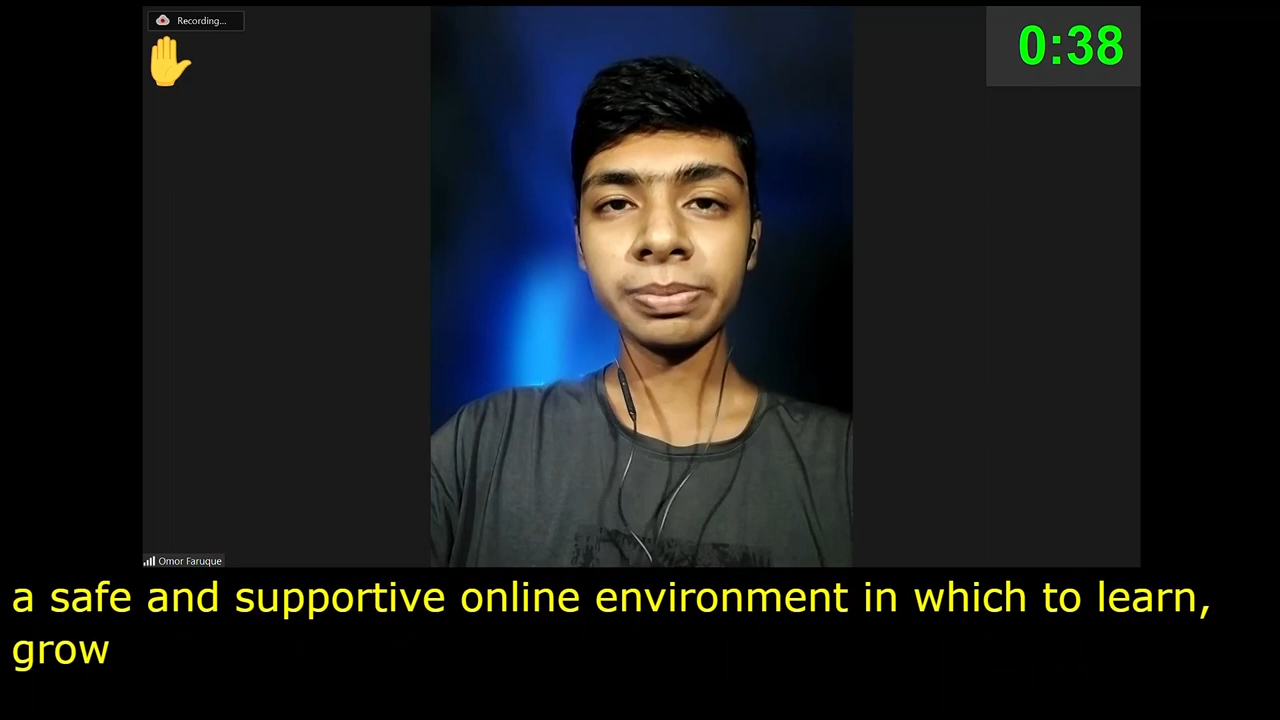 Recording...
0:38
Omor Faruque
a safe and supportive online environment in which to learn,
grow